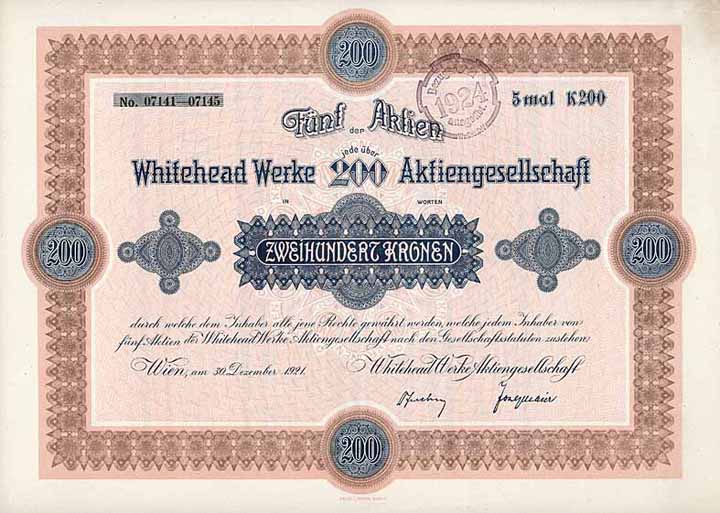 200
No. 07141—07145
1924
5 mal K200
Fünf Aktien
der
jede über
Whitehead Werke 200 Aktiengesellschaft
IN WORTEN
ZWEIHUNDERT KRONEN
200
200
durch welche dem Inhaber alle jene Rechte gewährt werden, welche jedem Inhaber von
fünf Aktien der Whitehead Werke Aktiengesellschaft nach den Gesellschaftsstatuten zustehen.
Wien, am 30. Dezember 1921.
Whitehead Werke Aktiengesellschaft
200